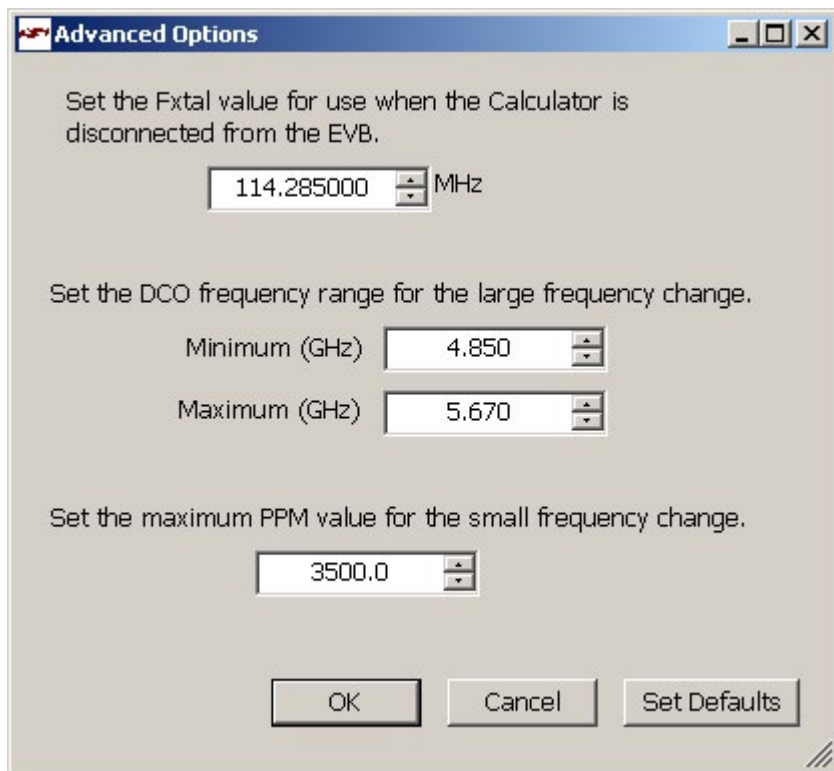 Advanced Options
Set the Fxtal value for use when the Calculator is
disconnected from the EVB.
114.285000 MHz
Set the DCO frequency range for the large frequency change.
Minimum (GHz) 4.850
Maximum (GHz) 5.670
Set the maximum PPM value for the small frequency change.
3500.0
OK Cancel Set Defaults